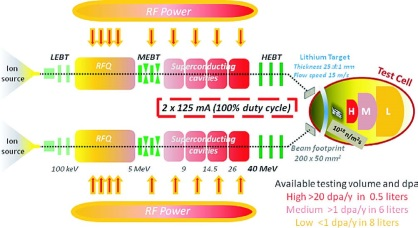 RF Power
LEBT
MEBT
HEBT
Ion
source
RFQ
Superconducting
cavities
Lithium Target
Thickness 25 ±1 mm
Flow speed 15 m/s
Test Cell
2 x 125 mA (100% duty cycle)
H M L
Ion
source
RFQ
Superconducting
cavities
Beam footprint
200 x 50 mm²
100 keV
5 MeV
9
14.5
26
40 MeV
RF Power
Available testing volume and dpa
High >20 dpa/y in 0.5 liters
Medium >1 dpa/y in 6 liters
Low <1 dpa/y in 8 liters